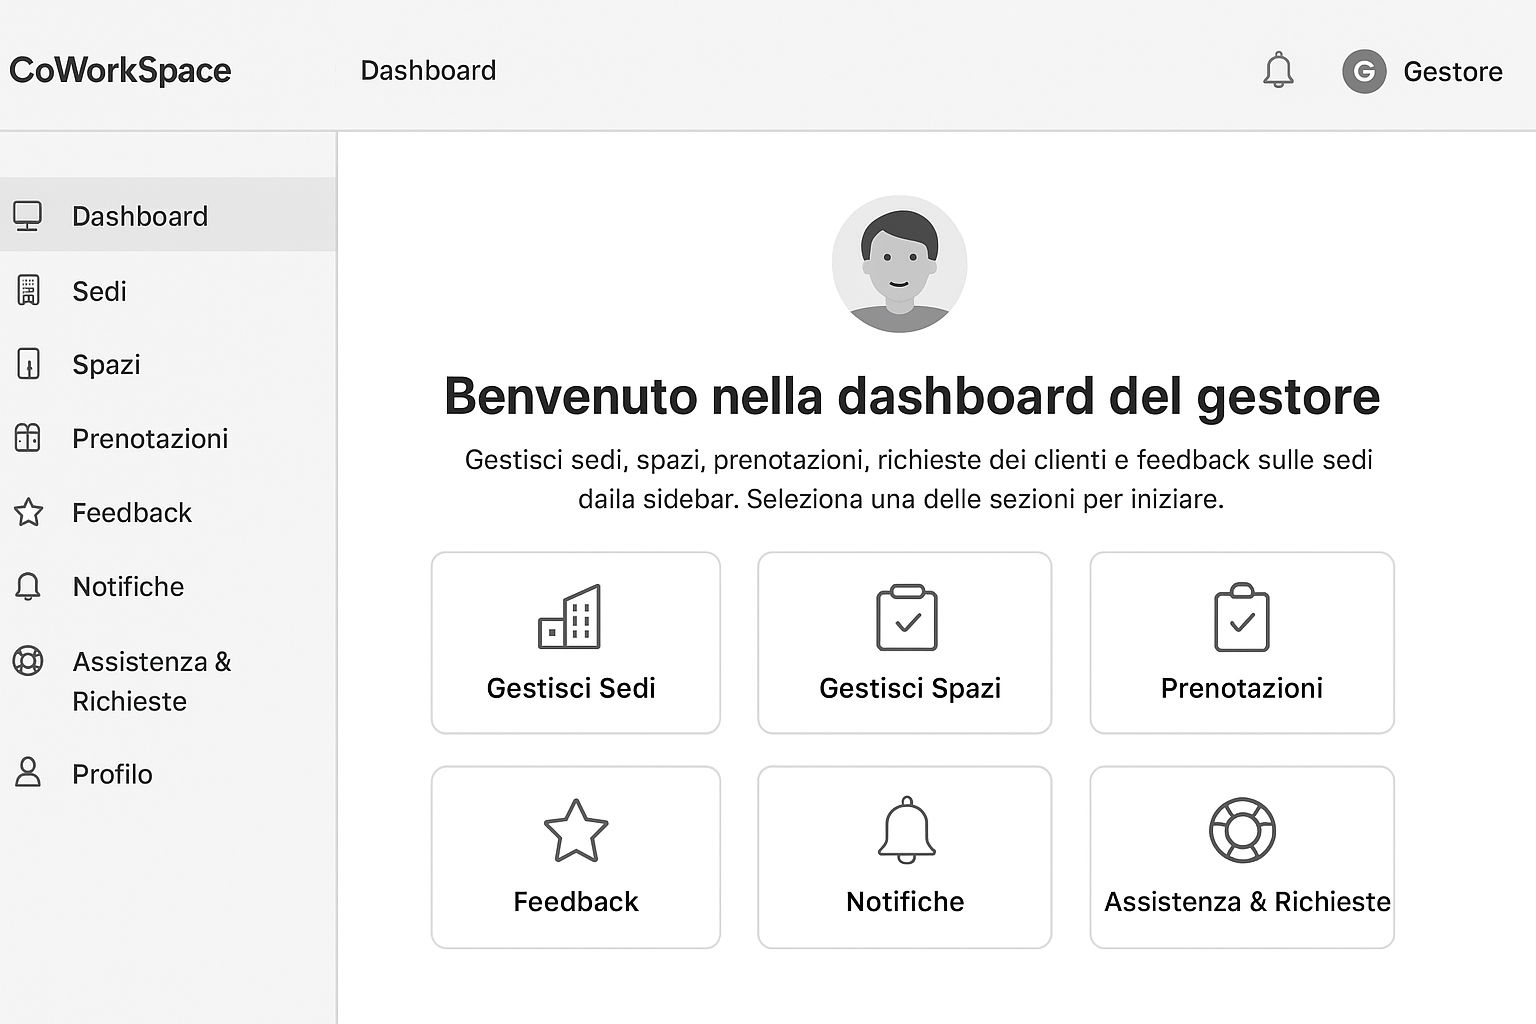 CoWorkSpace
Dashboard
G
Gestore
Dashboard
Sedi
Spazi
Prenotazioni
Feedback
Notifiche
Assistenza &
Richieste
Profilo
Benvenuto nella dashboard del gestore
Gestisci sedi, spazi, prenotazioni, richieste dei clienti e feedback sulle sedi
daila sidebar. Seleziona una delle sezioni per iniziare.
Gestisci Sedi
Gestisci Spazi
Prenotazioni
Feedback
Notifiche
Assistenza & Richieste